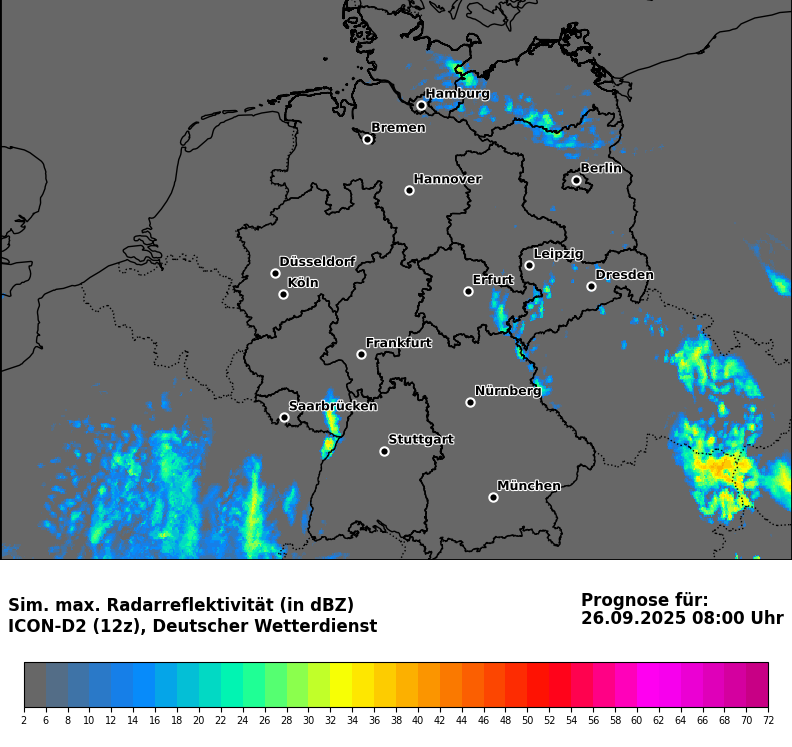 Hamburg
Bremen
Berlin
Hannover
Leipzig
Düsseldorf
Dresden
Köln
Erfurt
Frankfurt
Nürnberg
Saarbrücken
Stuttgart
München
Sim. max. Radarreflektivität (in dBZ)
ICON-D2 (12z), Deutscher Wetterdienst
Prognose für:
26.09.2025 08:00 Uhr
2 6 8 10 12 14 16 18 20 22 24 26 28 30 32 34 36 38 40 42 44 46 48 50 52 54 56 58 60 62 64 66 68 70 72